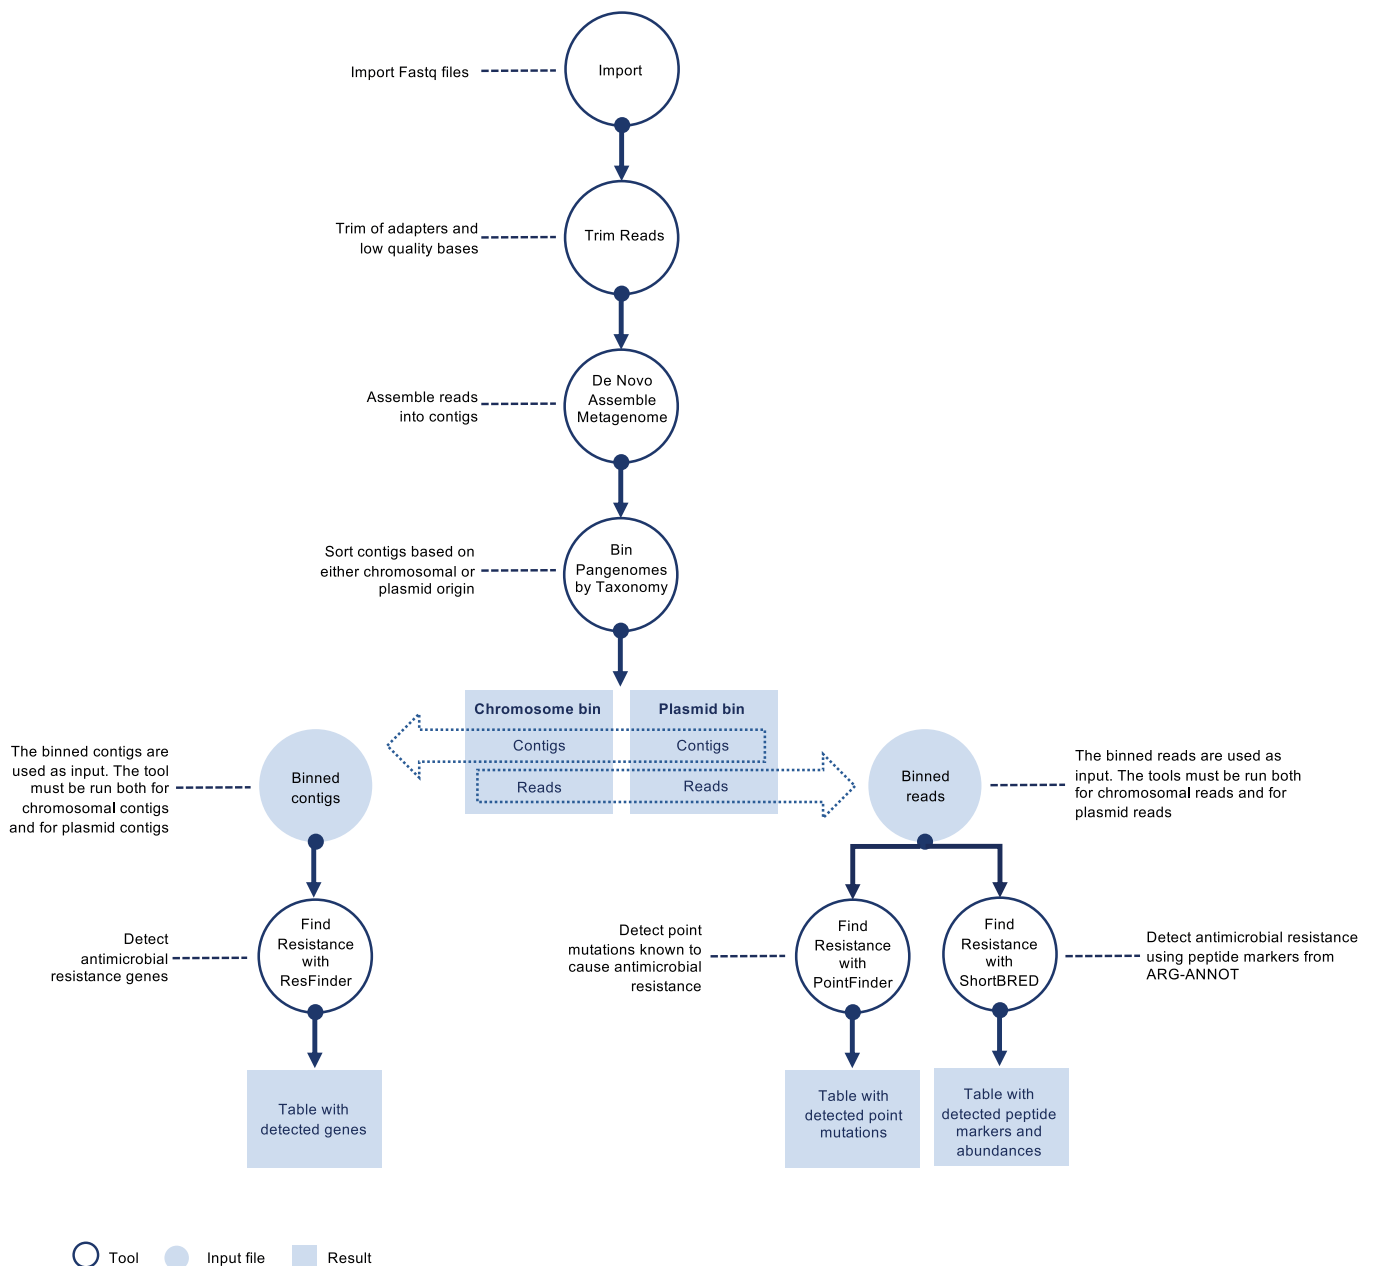 Import Fastq files
Import
Trim of adapters and
low quality bases
Trim Reads
Assemble reads
into contigs
De Novo
Assemble
Metagenome
Sort contigs based on
either chromosomal or
plasmid origin
Bin
Pangenomes
by Taxonomy
Chromosome bin
Contigs
Reads
Plasmid bin
Contigs
Reads
The binned contigs are
used as input. The tool
must be run both for
chromosomal contigs
and for plasmid contigs
Binned
contigs
Binned
reads
The binned reads are used as
input. The tools must be run both
for chromosomal reads and for
plasmid reads
Detect
antimicrobial
resistance genes
Find
Resistance
with
ResFinder
Detect point
mutations known to
cause antimicrobial
resistance
Find
Resistance
with
PointFinder
Find
Resistance
with
ShortBRED
Detect antimicrobial resistance
using peptide markers from
ARG-ANNOT
Table with
detected genes
Table with
detected point
mutations
Table with
detected peptide
markers and
abundances
Tool
Input file
Result